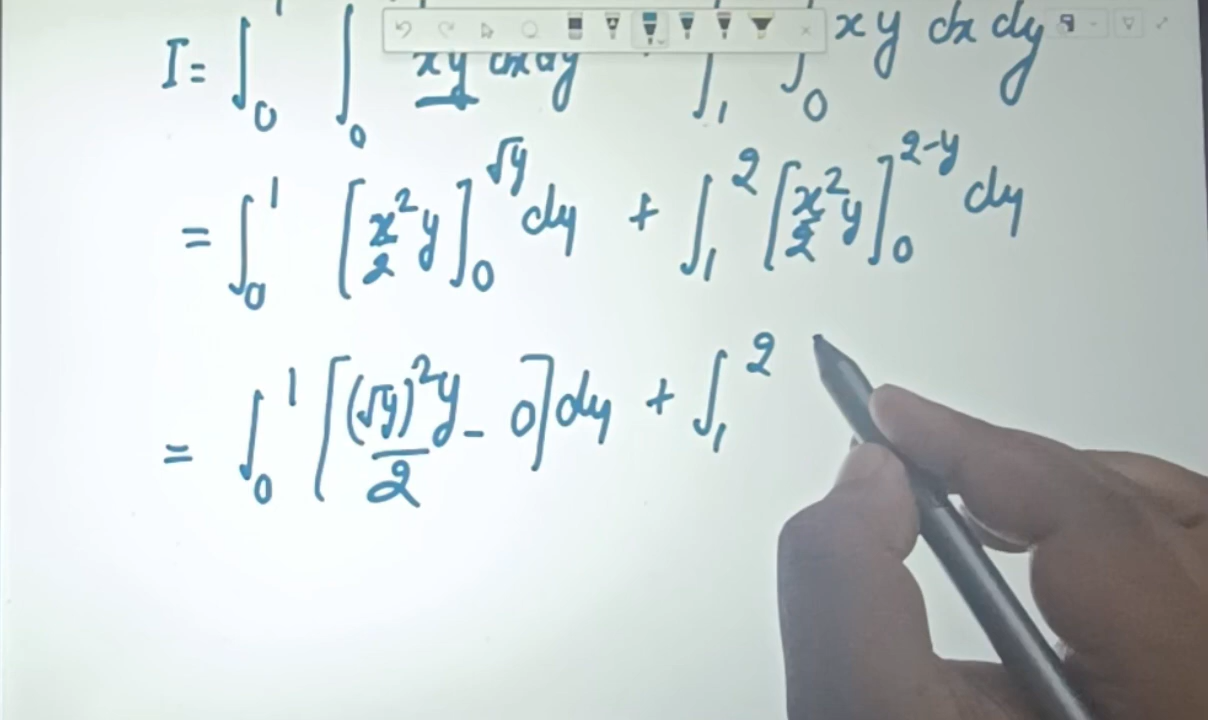 I = ∫₀¹ ∫₀ xy dx dy ∫₁ ∫₀ xy dx dy
= ∫₀¹ [x²/2 y]₀^√y dy + ∫₁² [x²/2 y]₀^2-y dy
= ∫₀¹ [(√y)²y/2 - 0] dy + ∫₁²